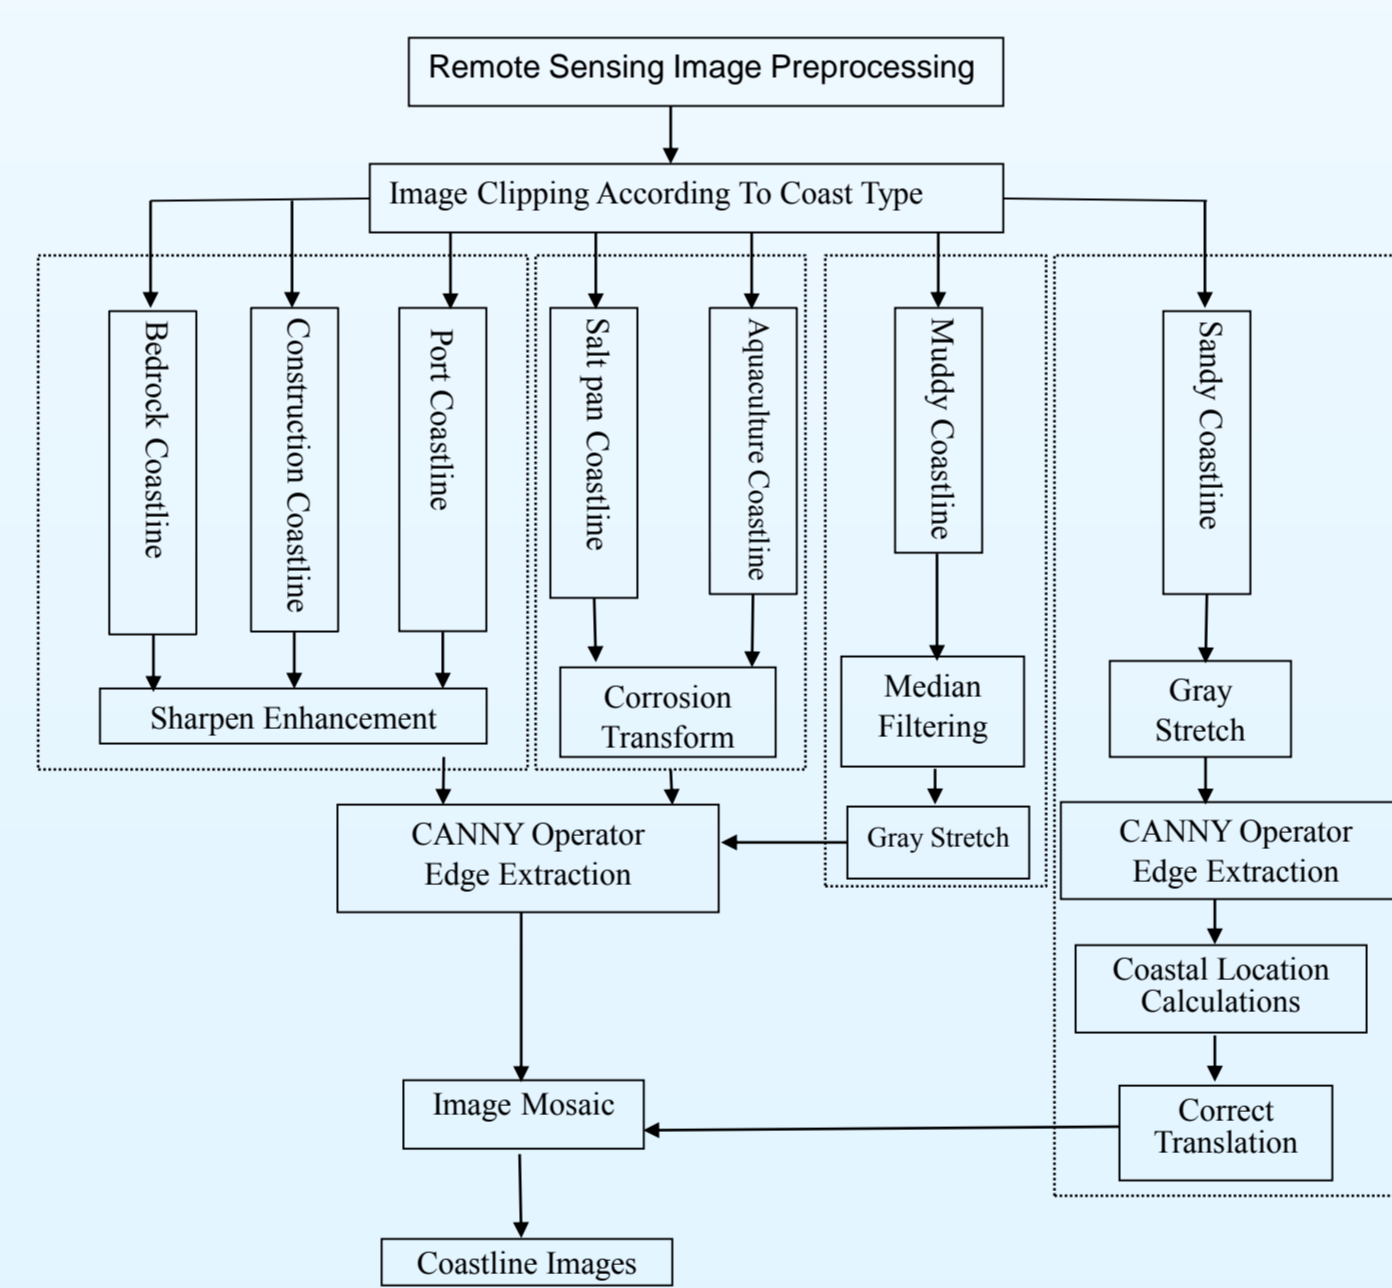 Remote Sensing Image Preprocessing
Image Clipping According To Coast Type
Bedrock Coastline
Construction Coastline
Port Coastline
Salt pan Coastline
Aquaculture Coastline
Muddy Coastline
Sandy Coastline
Sharpen Enhancement
Corrosion
Transform
Median
Filtering
Gray
Stretch
CANNY Operator
Edge Extraction
Gray Stretch
CANNY Operator
Edge Extraction
Coastal Location
Calculations
Image Mosaic
Correct
Translation
Coastline Images